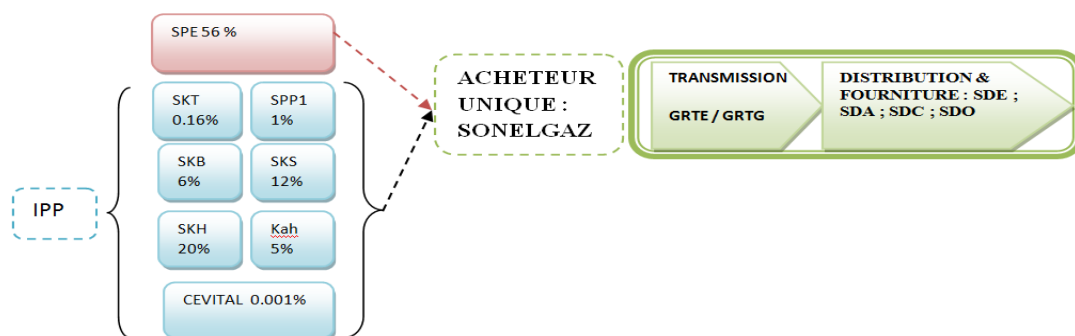 SPE 56 %
IPP
SKT
0.16%
SPP1
1%
SKB
6%
SKS
12%
SKH
20%
Kah
5%
CEVITAL 0.001%
ACHETEUR
UNIQUE :
SONELGAZ
TRANSMISSION
GRTE / GRTG
DISTRIBUTION &
FOURNITURE : SDE ;
SDA ; SDC ; SDO